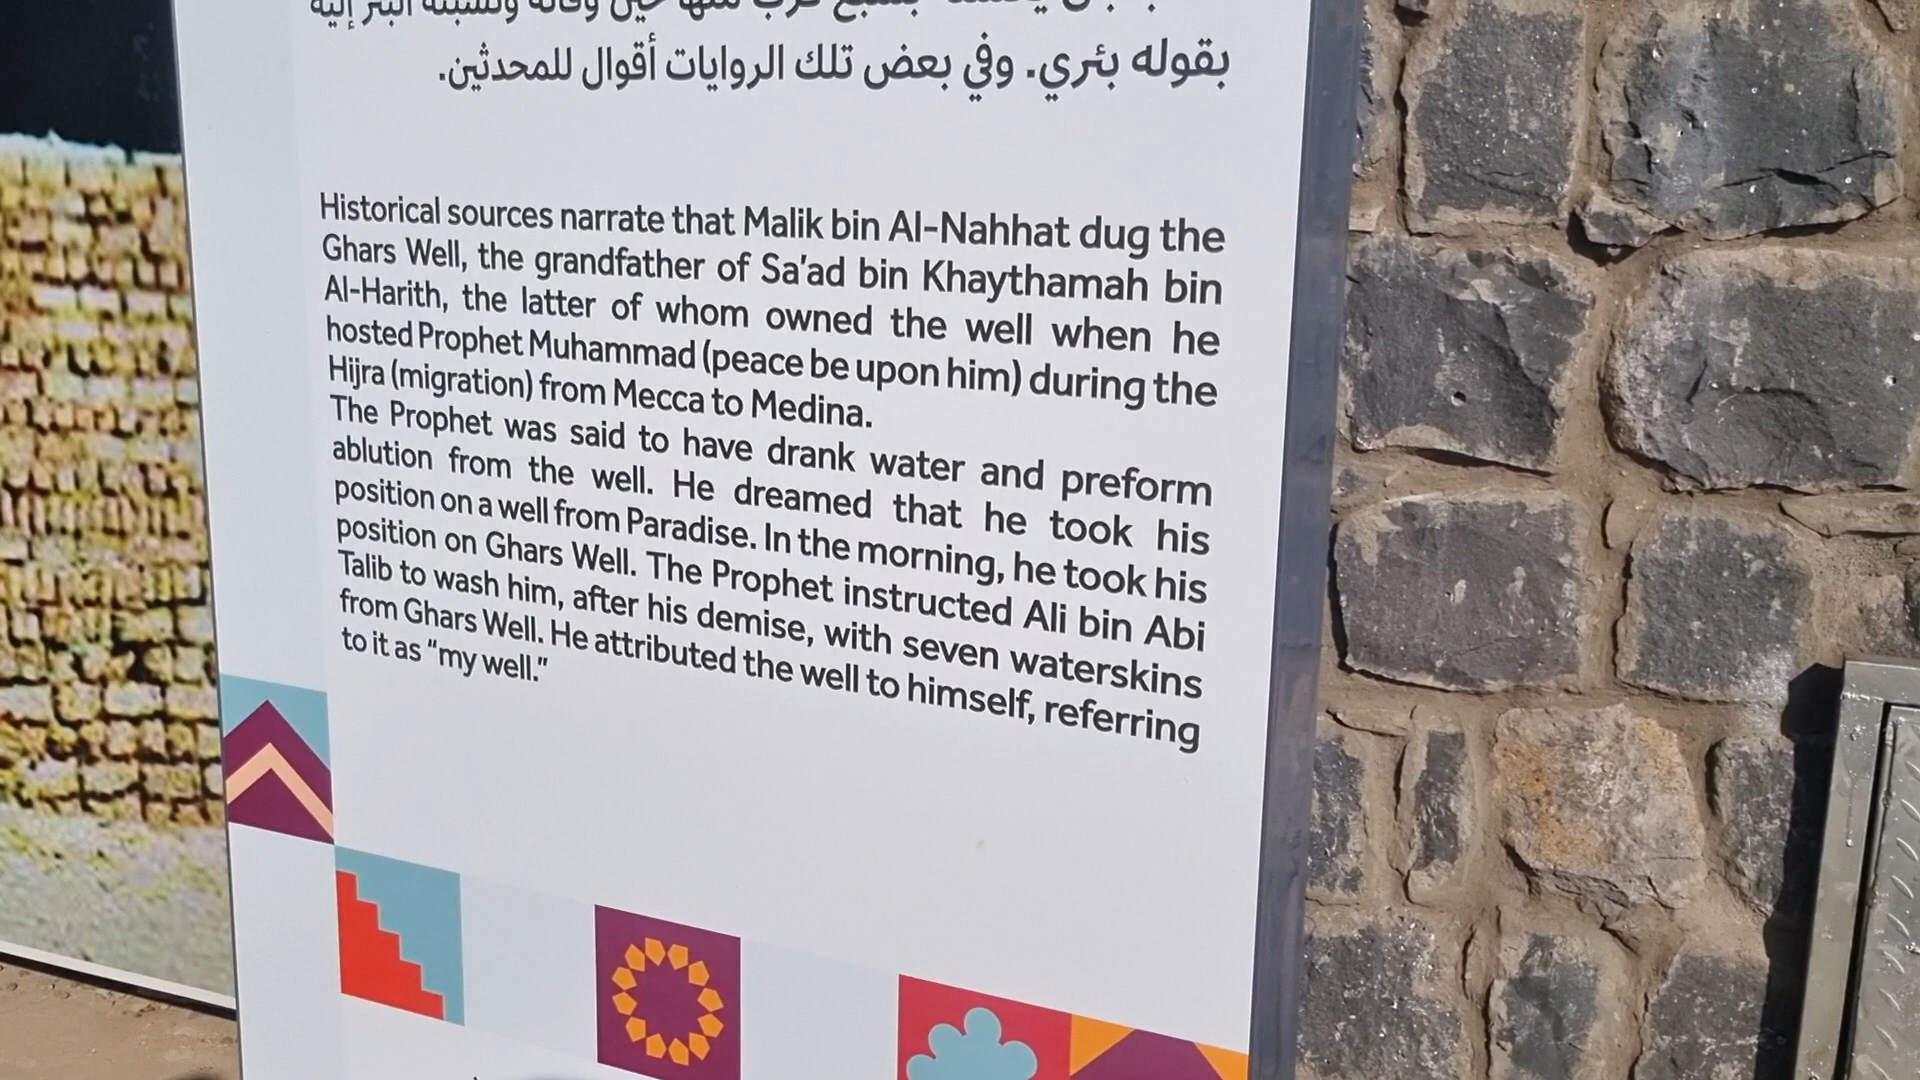 وفاته ونسبته البئر إليه
بقوله بئري. وفي بعض تلك الروايات أقوال للمحدثين.
Historical sources narrate that Malik bin Al-Nahhat dug the
Ghars Well, the grandfather of Sa'ad bin Khaythamah bin
Al-Harith, the latter of whom owned the well when he
hosted Prophet Muhammad (peace be upon him) during the
Hijra (migration) from Mecca to Medina.
The Prophet was said to have drank water and preform
ablution from the well. He dreamed that he took his
position on a well from Paradise. In the morning, he took his
position on Ghars Well. The Prophet instructed Ali bin Abi
Talib to wash him, after his demise, with seven waterskins
from Ghars Well. He attributed the well to himself, referring
to it as “my well.”